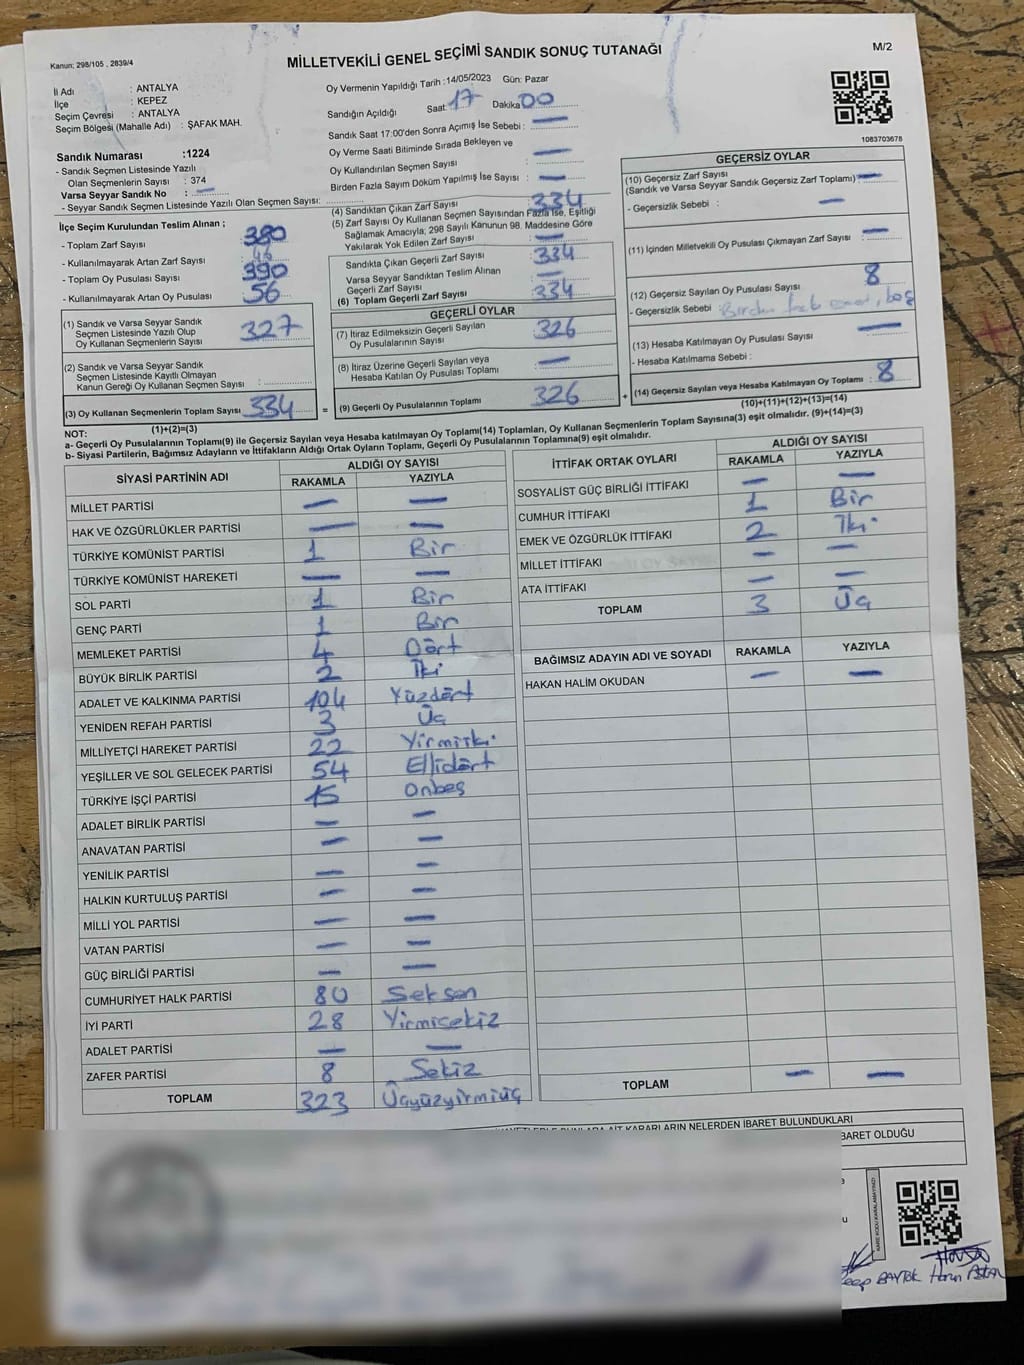 Kanun; 298/105 , 2839/4
MİLLETVEKİLİ GENEL SEÇİMİ SANDIK SONUÇ TUTANAĞI
M/2
İl Adı : ANTALYA
İlçe : KEPEZ
Seçim Çevresi : ANTALYA
Seçim Bölgesi (Mahalle Adı) : ŞAFAK MAH.
Oy Vermenin Yapıldığı Tarih : 14/05/2023 Gün: Pazar
Sandığın Açıldığı Saat 17 Dakika 00
Sandık Saat 17:00'den Sonra Açımış İse Sebebi : —
Oy Verme Saati Bitiminde Sırada Bekleyen ve
Oy Kullandırılan Seçmen Sayısı : —
Birden Fazla Sayım Döküm Yapılmış İse Sayısı : —
1083703678
Sandık Numarası :1224
- Sandık Seçmen Listesinde Yazılı
Olan Seçmenlerin Sayısı : 374
Varsa Seyyar Sandık No : —
- Seyyar Sandık Seçmen Listesinde Yazılı Olan Seçmen Sayısı:
İlçe Seçim Kurulundan Teslim Alınan ;
- Toplam Zarf Sayısı 380
- Kullanılmayarak Artan Zarf Sayısı 46
- Toplam Oy Pusulası Sayısı 390
- Kullanılmayarak Artan Oy Pusulası 56
(4) Sandıktan Çıkan Zarf Sayısı 334
(5) Zarf Sayısı Oy Kullanan Seçmen Sayısından Fazla İse, Eşitliği
Sağlamak Amacıyla; 298 Sayılı Kanunun 98. Maddesine Göre
Yakılarak Yok Edilen Zarf Sayısı —
Sandıkta Çıkan Geçerli Zarf Sayısı 334
Varsa Seyyar Sandıktan Teslim Alınan
Geçerli Zarf Sayısı —
(6) Toplam Geçerli Zarf Sayısı 334
GEÇERSİZ OYLAR
(10) Geçersiz Zarf Sayısı
(Sandık ve Varsa Seyyar Sandık Geçersiz Zarf Toplamı) —
- Geçersizlik Sebebi : —
(11) İçinden Milletvekili Oy Pusulası Çıkmayan Zarf Sayısı —
(12) Geçersiz Sayılan Oy Pusulası Sayısı 8
- Geçersizlik Sebebi : Birden fazla evet, boş
(13) Hesaba Katılmayan Oy Pusulası Sayısı —
- Hesaba Katılmama Sebebi :
(14) Geçersiz Sayılan veya Hesaba Katılmayan Oy Toplamı : 8
(10)+(11)+(12)+(13)=(14)
(1) Sandık ve Varsa Seyyar Sandık
Seçmen Listesinde Yazılı Olup
Oy Kullanan Seçmenlerin Sayısı 327
(2) Sandık ve Varsa Seyyar Sandık
Seçmen Listesinde Kayıtlı Olmayan
Kanun Gereği Oy Kullanan Seçmen Sayısı :
(3) Oy Kullanan Seçmenlerin Toplam Sayısı 334
(1)+(2)=(3)
GEÇERLİ OYLAR
(7) İtiraz Edilmeksizin Geçerli Sayılan
Oy Pusulalarının Sayısı 326
(8) İtiraz Üzerine Geçerli Sayılan veya
Hesaba Katılan Oy Pusulası Toplamı —
= (9) Geçerli Oy Pusulalarının Toplamı 326 +
NOT:
a- Geçerli Oy Pusulalarının Toplamı(9) ile Geçersiz Sayılan veya Hesaba katılmayan Oy Toplamı(14) Toplamları, Oy Kullanan Seçmenlerin Toplam Sayısına(3) eşit olmalıdır. (9)+(14)=(3)
b- Siyasi Partilerin, Bağımsız Adayların ve İttifakların Aldığı Ortak Oyların Toplamı, Geçerli Oy Pusulalarının Toplamına(9) eşit olmalıdır.
SİYASİ PARTİNİN ADI ALDIĞI OY SAYISI
RAKAMLA YAZIYLA
MİLLET PARTİSİ — —
HAK VE ÖZGÜRLÜKLER PARTİSİ — —
TÜRKİYE KOMÜNİST PARTİSİ 1 Bir
TÜRKİYE KOMÜNİST HAREKETİ — —
SOL PARTİ 1 Bir
GENÇ PARTİ 1 Bir
MEMLEKET PARTİSİ 4 Dört
BÜYÜK BİRLİK PARTİSİ 2 İki
ADALET VE KALKINMA PARTİSİ 104 Yüzdört
YENİDEN REFAH PARTİSİ 3 Üç
MİLLİYETÇİ HAREKET PARTİSİ 22 Yirmiiki
YEŞİLLER VE SOL GELECEK PARTİSİ 54 Ellidört
TÜRKİYE İŞÇİ PARTİSİ 15 Onbeş
ADALET BİRLİK PARTİSİ — —
ANAVATAN PARTİSİ — —
YENİLİK PARTİSİ — —
HALKIN KURTULUŞ PARTİSİ — —
MİLLİ YOL PARTİSİ — —
VATAN PARTİSİ — —
GÜÇ BİRLİĞİ PARTİSİ — —
CUMHURİYET HALK PARTİSİ 80 Seksen
İYİ PARTİ 28 Yirmisekiz
ADALET PARTİSİ — —
ZAFER PARTİSİ 8 Sekiz
TOPLAM 323 Üçyüzyirmiüç
İTTİFAK ORTAK OYLARI ALDIĞI OY SAYISI
RAKAMLA YAZIYLA
SOSYALİST GÜÇ BİRLİĞİ İTTİFAKI — —
CUMHUR İTTİFAKI 1 Bir
EMEK VE ÖZGÜRLÜK İTTİFAKI 2 İki
MİLLET İTTİFAKI — —
ATA İTTİFAKI — —
TOPLAM 3 Üç
BAĞIMSIZ ADAYIN ADI VE SOYADI RAKAMLA YAZIYLA
HAKAN HALİM OKUDAN — —
TOPLAM — —
AİT KARARLARIN NELERDEN İBARET BULUNDUKLARI
BARET OLDUĞU
KARE KODU KARALAMAYINIZ!
BAYTOK Harun